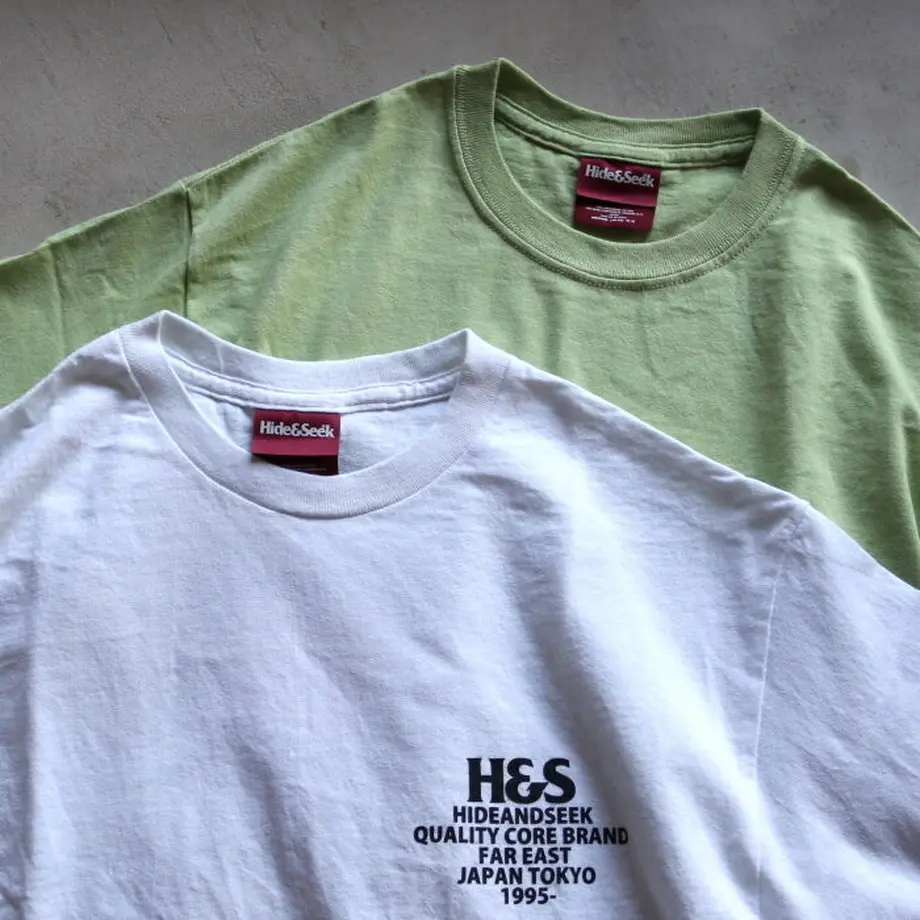 Hide&Seek
Hide&Seek
H&S
HIDEANDSEEK
QUALITY CORE BRAND
FAR EAST
JAPAN TOKYO
1995-